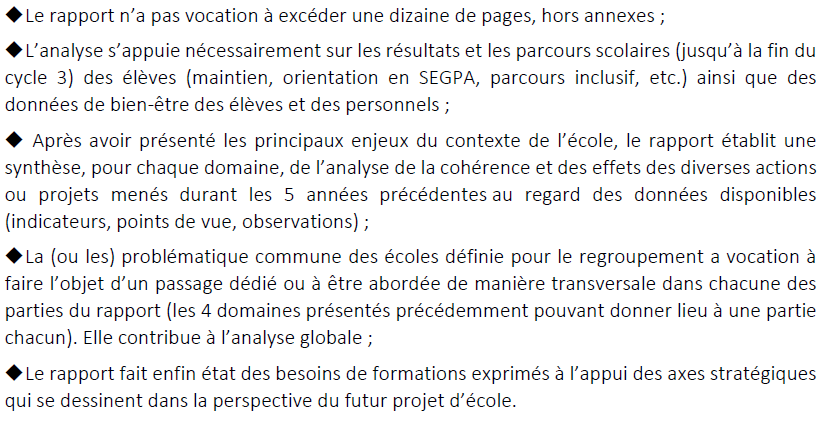 ◆Le rapport n’a pas vocation à excéder une dizaine de pages, hors annexes ;
◆L’analyse s’appuie nécessairement sur les résultats et les parcours scolaires (jusqu’à la fin du
cycle 3) des élèves (maintien, orientation en SEGPA, parcours inclusif, etc.) ainsi que des
données de bien-être des élèves et des personnels ;
◆ Après avoir présenté les principaux enjeux du contexte de l’école, le rapport établit une
synthèse, pour chaque domaine, de l’analyse de la cohérence et des effets des diverses actions
ou projets menés durant les 5 années précédentes au regard des données disponibles
(indicateurs, points de vue, observations) ;
◆La (ou les) problématique commune des écoles définie pour le regroupement a vocation à
faire l’objet d’un passage dédié ou à être abordée de manière transversale dans chacune des
parties du rapport (les 4 domaines présentés précédemment pouvant donner lieu à une partie
chacun). Elle contribue à l’analyse globale ;
◆Le rapport fait enfin état des besoins de formations exprimés à l’appui des axes stratégiques
qui se dessinent dans la perspective du futur projet d’école.